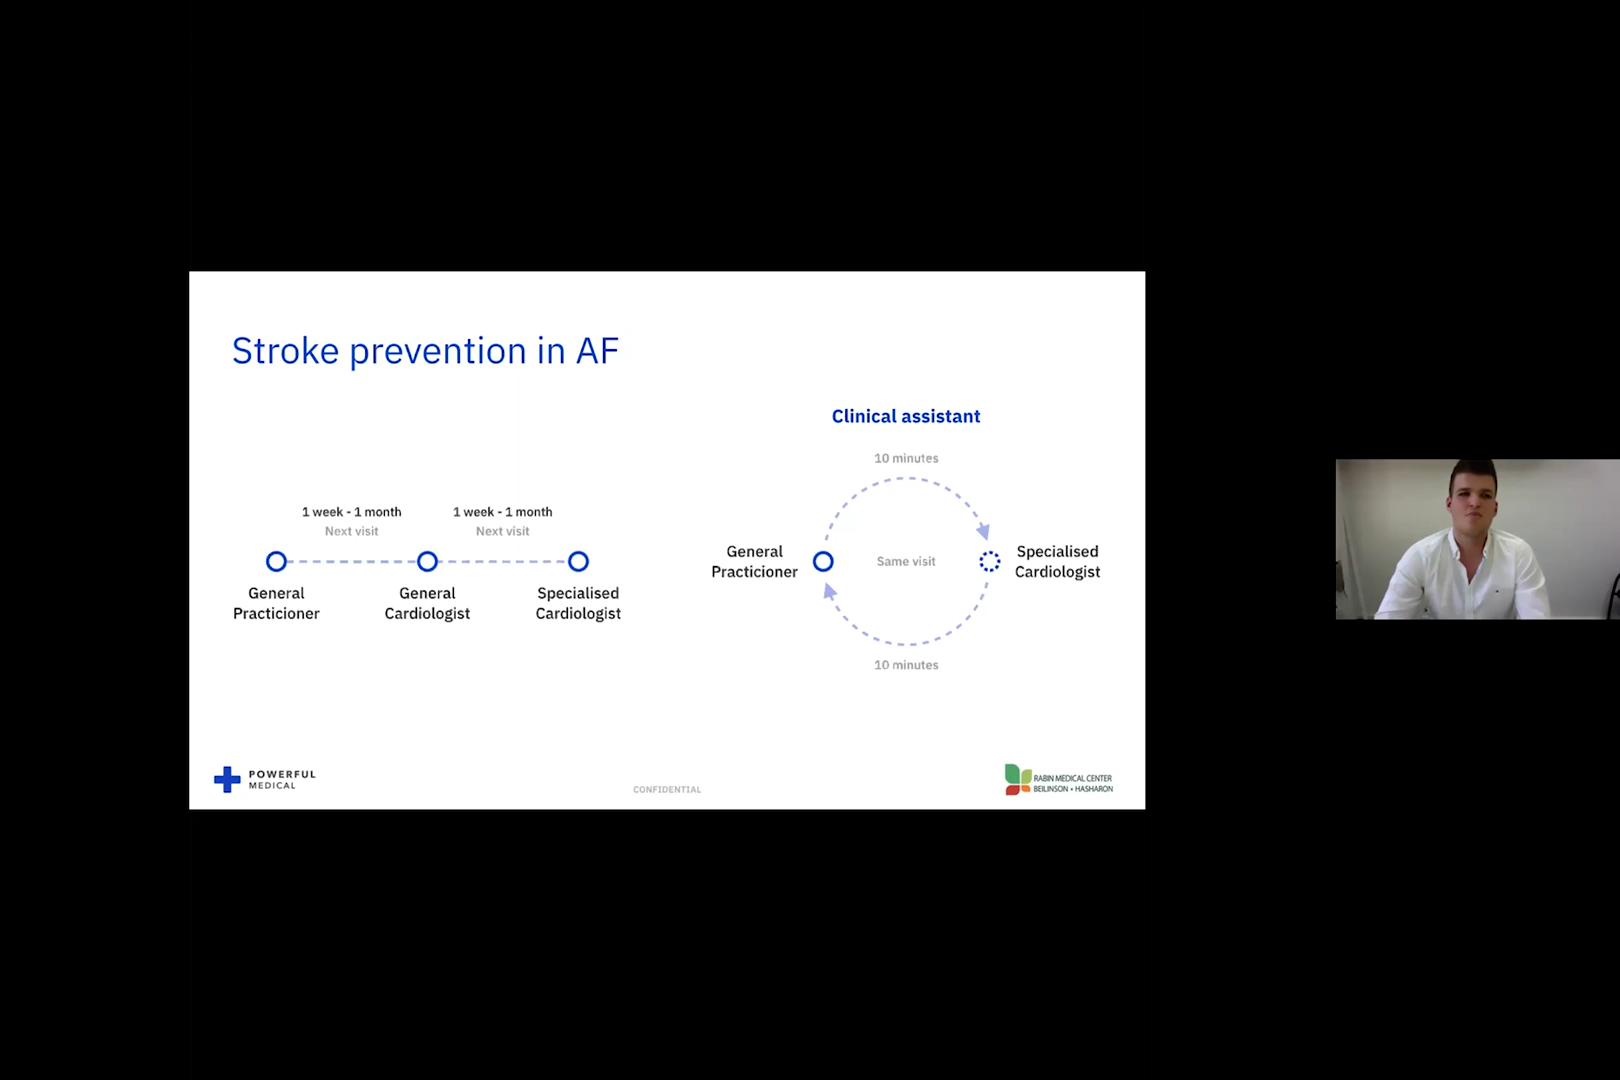 Stroke prevention in AF
1 week - 1 month
Next visit
1 week - 1 month
Next visit
General
Practicioner
General
Cardiologist
Specialised
Cardiologist
Clinical assistant
10 minutes
General
Practicioner
Same visit
Specialised
Cardiologist
10 minutes
POWERFUL
MEDICAL
CONFIDENTIAL
RABIN MEDICAL CENTER
BEILINSON • HASHARON